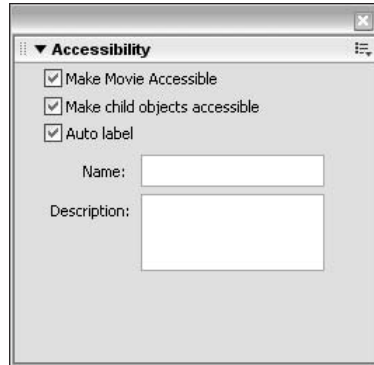 Accessibility
Make Movie Accessible
Make child objects accessible
Auto label
Name:
Description: